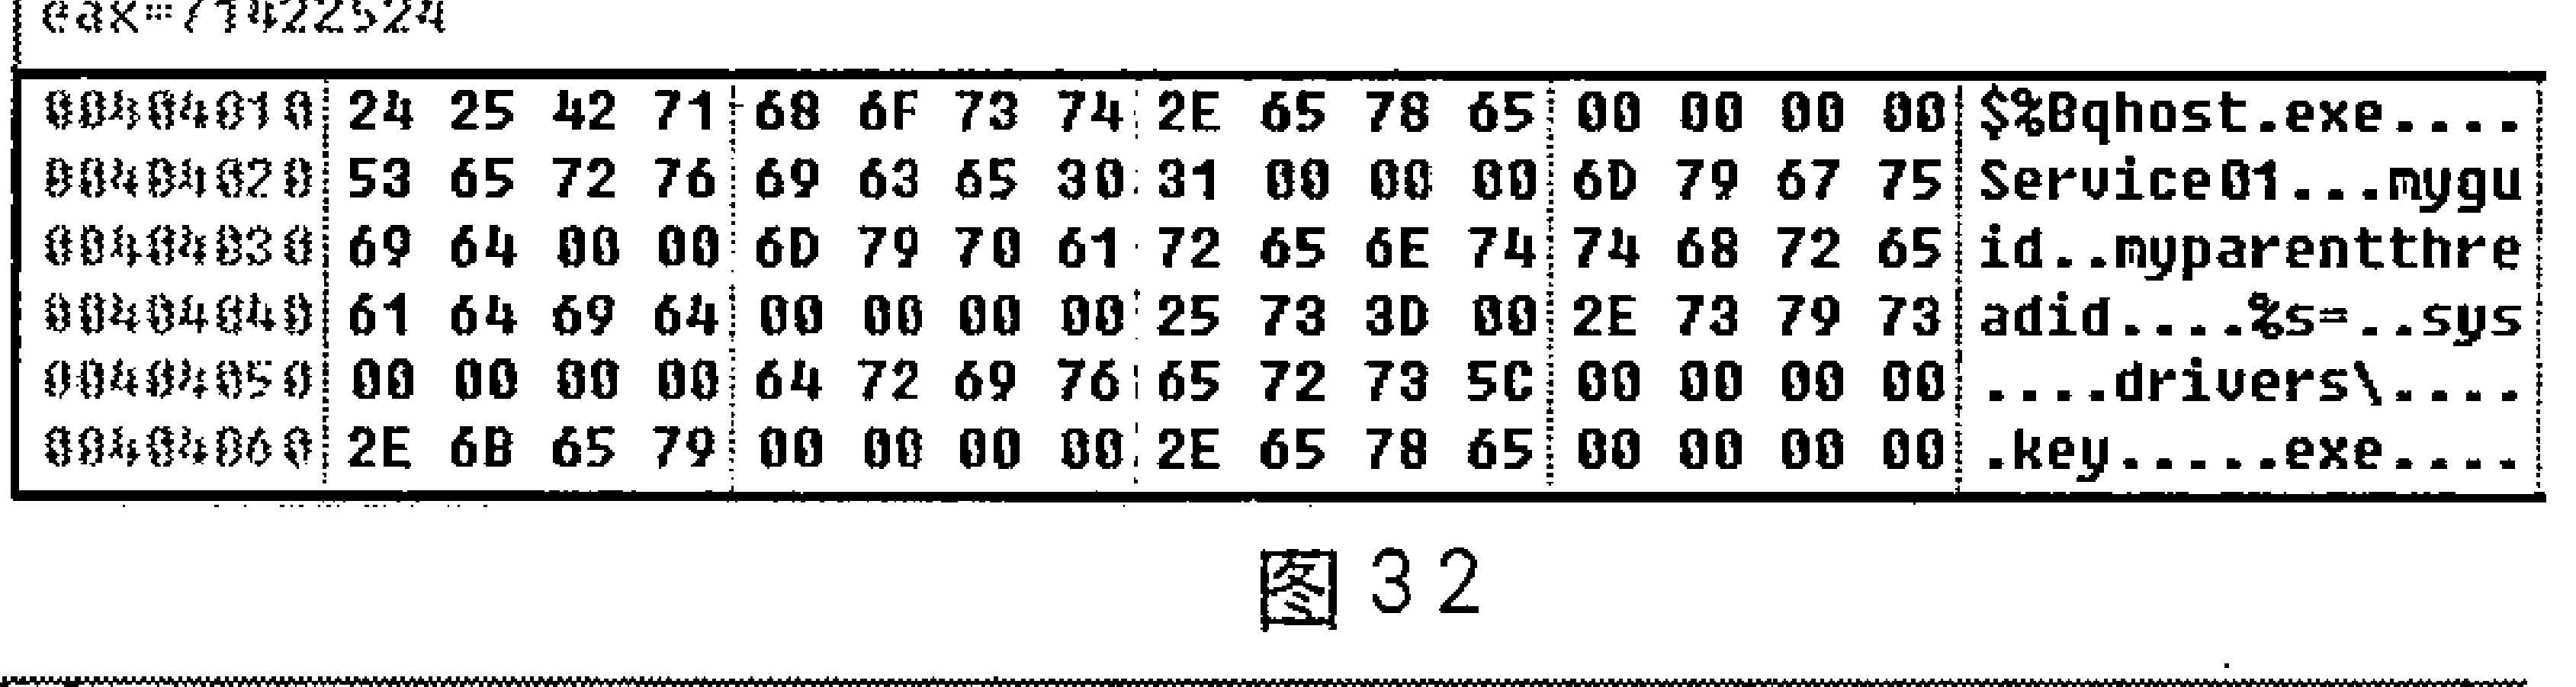 eax=71422524
00404010 24 25 42 71 68 6F 73 74 2E 65 78 65 00 00 00 00 $%Bqhost.exe....
00404020 53 65 72 76 69 63 65 30 31 00 00 00 6D 79 67 75 Service01...mygu
00404030 69 64 00 00 6D 79 70 61 72 65 6E 74 74 68 72 65 id..myparentthre
00404040 61 64 69 64 00 00 00 00 25 73 3D 00 2E 73 79 73 adid....%s=..sys
00404050 00 00 00 00 64 72 69 76 65 72 73 5C 00 00 00 00 ....drivers\....
00404060 2E 6B 65 79 00 00 00 00 2E 65 78 65 00 00 00 00 .key.....exe....
图32